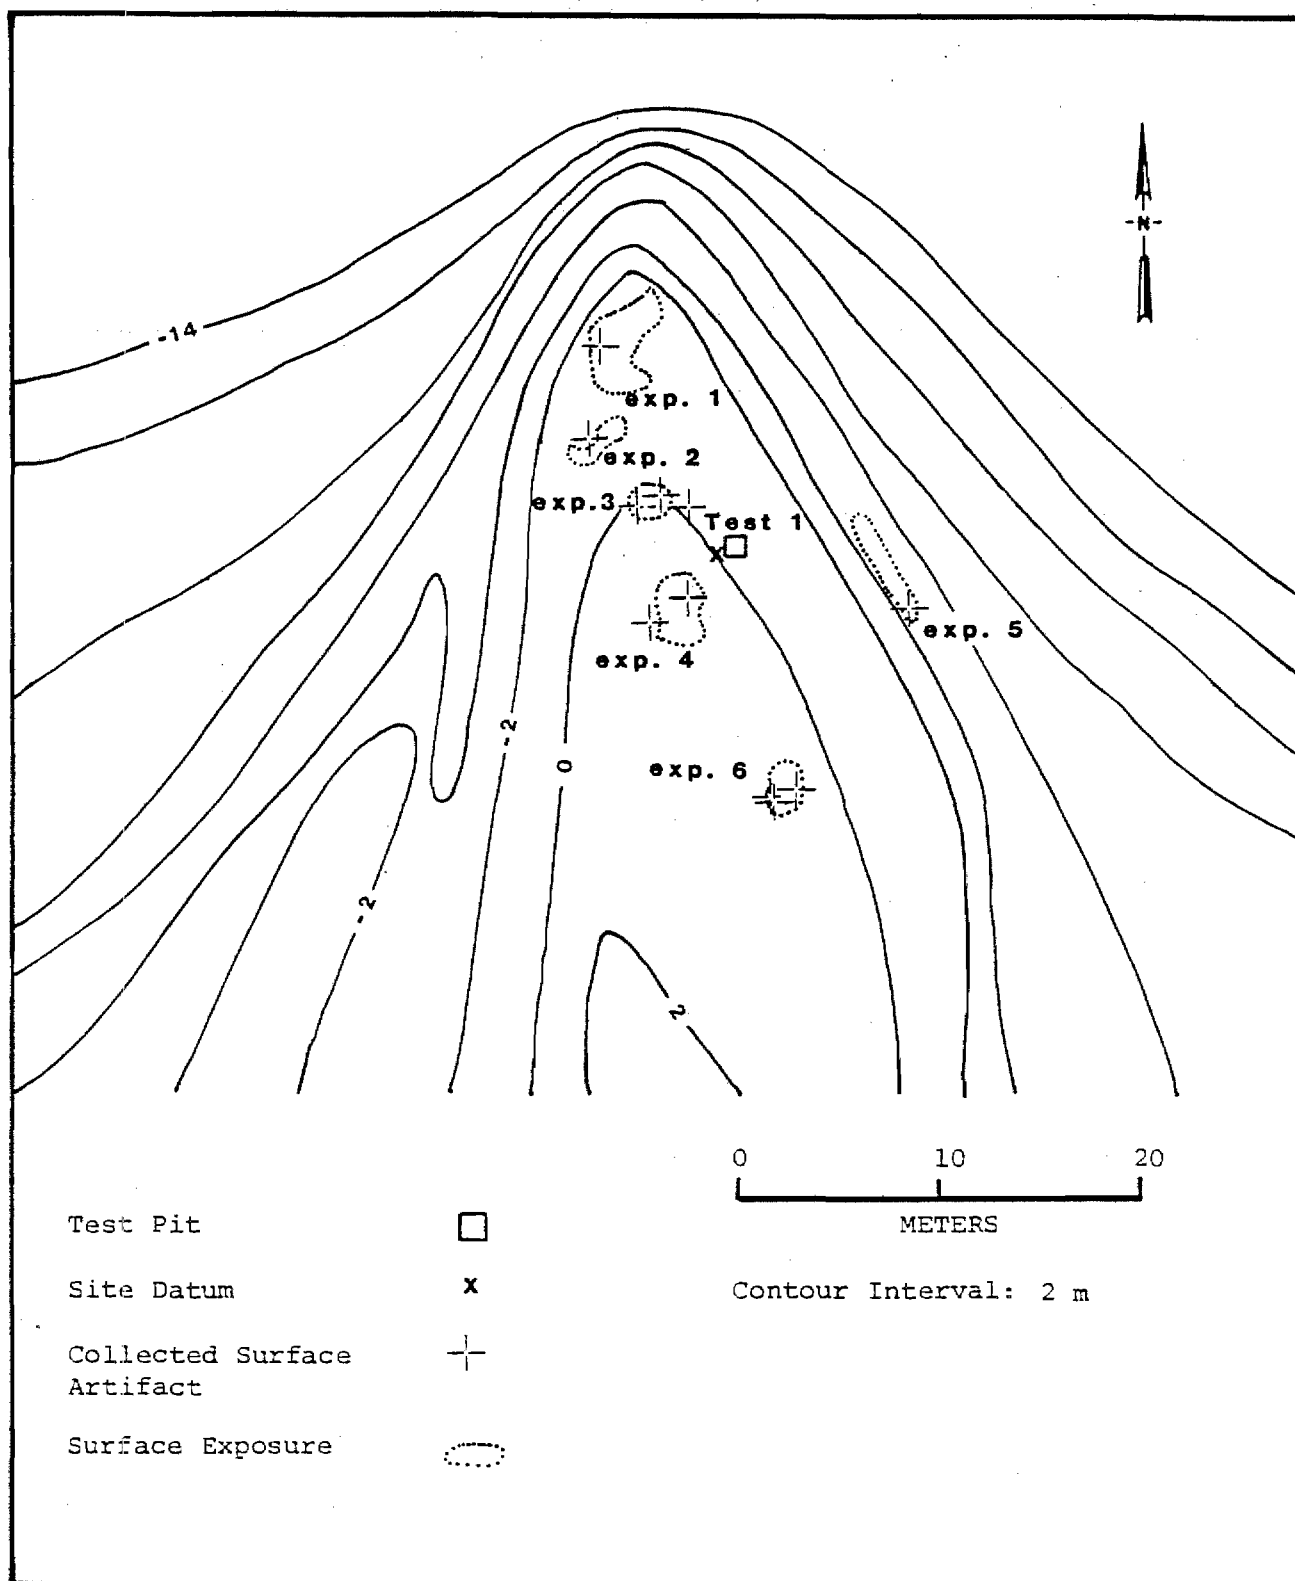 -N-
-14
exp. 1
exp. 2
exp.3
Test 1
x
exp. 5
exp. 4
-2
0
exp. 6
-2
2
0 10 20
METERS
Test Pit
Site Datum x
Contour Interval: 2 m
Collected Surface
Artifact
Surface Exposure